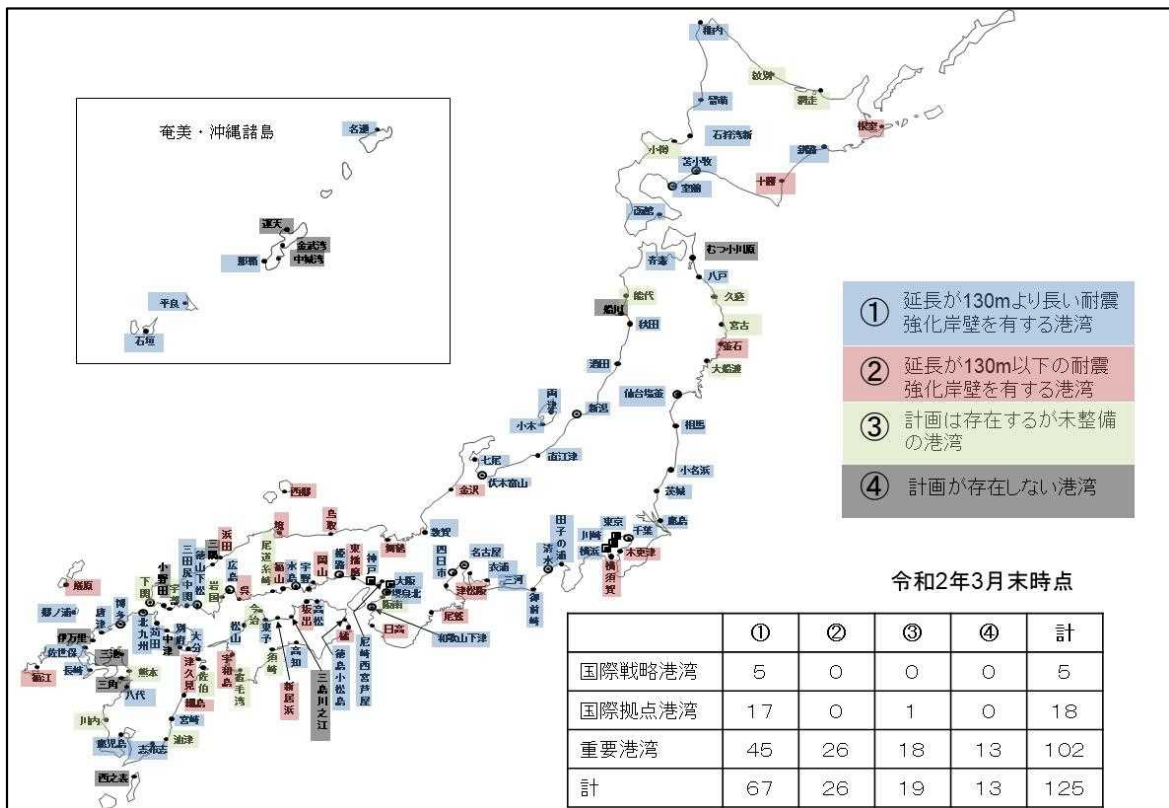 奄美・沖縄諸島
名瀬
運天
金武湾
中城湾
那覇
平良
石垣
稚内
紋別
網走
留萌
根室
石狩湾新
小樽
釧路
苫小牧
十勝
室蘭
函館
むつ小川原
青森
八戸
能代
久慈
船川
秋田
宮古
釜石
大船渡
酒田
仙台塩釜
両津
新潟
小木
相馬
七尾
直江津
小名浜
伏木富山
金沢
茨城
西郷
鹿島
敦賀
東京
川崎
千葉
横浜
木更津
横須賀
田子の浦
清水
御前崎
名古屋
四日市
衣浦
三河
津松阪
尾鷲
舞鶴
鳥取
境
浜田
三隅
東播磨
姫路
神戸
大阪
堺泉北
阪南
和歌山下津
日高
岡山
宇野
水島
福山
尾道糸崎
呉
広島
岩国
徳山下松
三田尻中関
小野田
宇部
下関
高松
坂出
今治
東予
松山
高知
須崎
橘
徳島小松島
尼崎西宮芦屋
三島川之江
新居浜
宇和島
宿毛湾
厳原
郷ノ浦
唐津
博多
北九州
苅田
中津
別府
大分
津久見
佐伯
伊万里
佐世保
三池
福江
長崎
熊本
三角
八代
細島
川内
宮崎
鹿児島
志布志
油津
西之表
① 延長が130mより長い耐震
強化岸壁を有する港湾
② 延長が130m以下の耐震
強化岸壁を有する港湾
③ 計画は存在するが未整備
の港湾
④ 計画が存在しない港湾
令和2年3月末時点
① ② ③ ④ 計
国際戦略港湾 5 0 0 0 5
国際拠点港湾 17 0 1 0 18
重要港湾 45 26 18 13 102
計 67 26 19 13 125